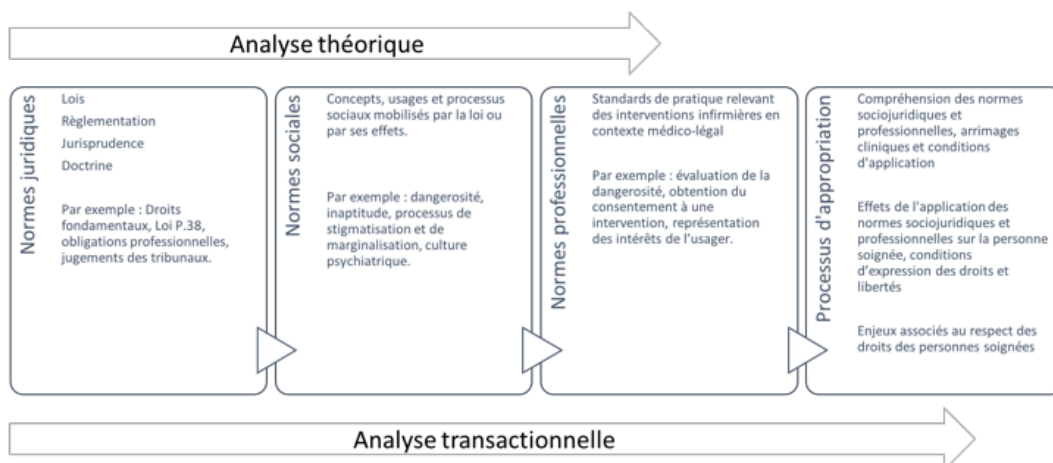 Analyse théorique
Normes juridiques
Lois
Règlementation
Jurisprudence
Doctrine
Par exemple : Droits
fondamentaux, Loi P.38,
obligations professionnelles,
jugements des tribunaux.
Normes sociales
Concepts, usages et processus
sociaux mobilisés par la loi ou
par ses effets.
Par exemple : dangerosité,
inaptitude, processus de
stigmatisation et de
marginalisation, culture
psychiatrique.
Normes professionnelles
Standards de pratique relevant
des interventions infirmières en
contexte médico-légal
Par exemple : évaluation de la
dangerosité, obtention du
consentement à une
intervention, représentation
des intérêts de l'usager.
Processus d'appropriation
Compréhension des normes
sociojuridiques et
professionnelles, arrimages
cliniques et conditions
d'application
Effets de l'application des
normes sociojuridiques et
professionnelles sur la personne
soignée, conditions
d'expression des droits et
libertés
Enjeux associés au respect des
droits des personnes soignées
Analyse transactionnelle